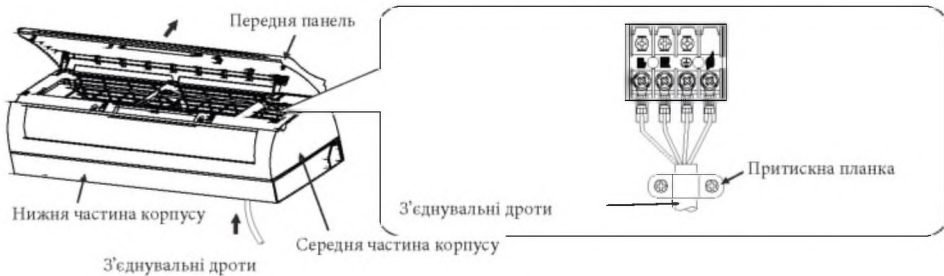 Передня панель
Притискна планка
З'єднувальні дроти
Нижня частина корпусу
Середня частина корпусу
З'єднувальні дроти